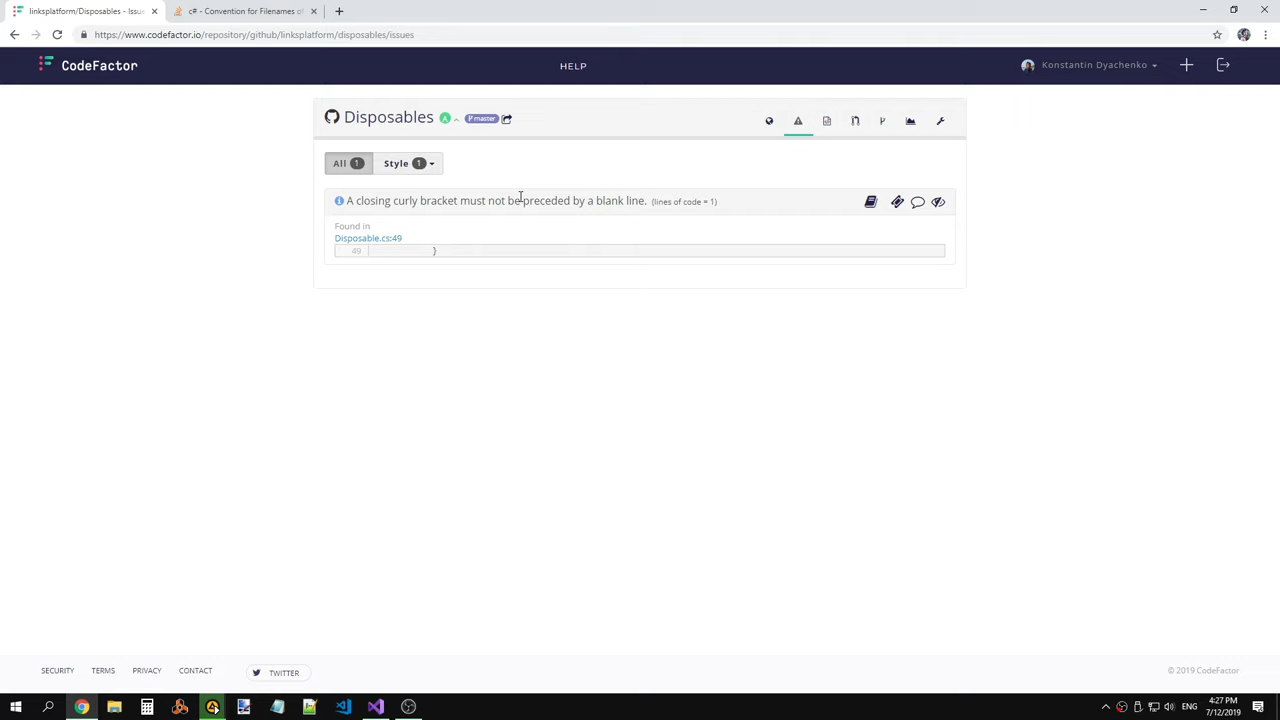 linksplatform/Disposables - Issu
c# - Convention for Filenames of
https://www.codefactor.io/repository/github/linksplatform/disposables/issues
CodeFactor
HELP
Konstantin Dyachenko
Disposables A master
All 1 Style 1
A closing curly bracket must not be preceded by a blank line. (lines of code = 1)
Found in
Disposable.cs:49
49 }
SECURITY TERMS PRIVACY CONTACT TWITTER © 2019 CodeFactor
ENG
4:27 PM
7/12/2019